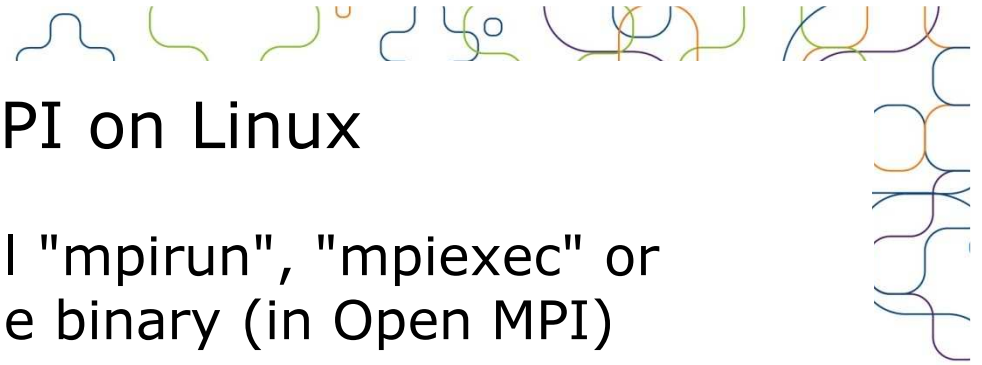 PI on Linux
l "mpirun", "mpiexec" or
e binary (in Open MPI)